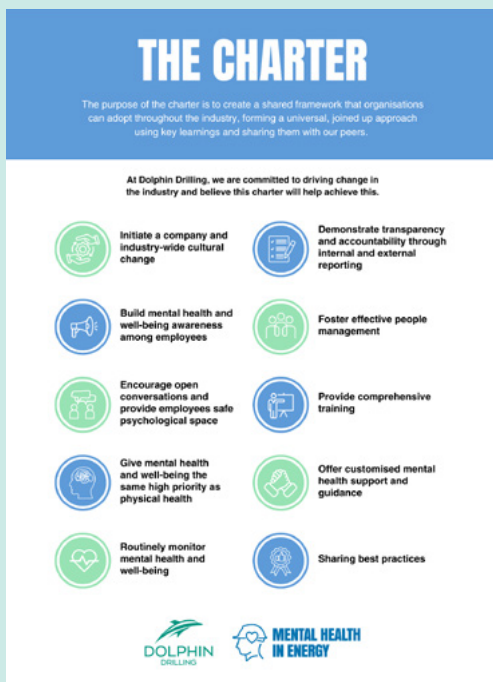 THE CHARTER
The purpose of the charter is to create a shared framework that organisations
can adopt throughout the industry, forming a universal, joined up approach
using key learnings and sharing them with our peers.
At Dolphin Drilling, we are committed to driving change in
the industry and believe this charter will help achieve this.
Initiate a company and
industry-wide cultural
change
Demonstrate transparency
and accountability through
internal and external
reporting
Build mental health and
well-being awareness
among employees
Foster effective people
management
Encourage open
conversations and
provide employees safe
psychological space
Provide comprehensive
training
Give mental health
and well-being the
same high priority as
physical health
Offer customised mental
health support and
guidance
Routinely monitor
mental health and
well-being
Sharing best practices
DOLPHIN
DRILLING
MENTAL HEALTH
IN ENERGY